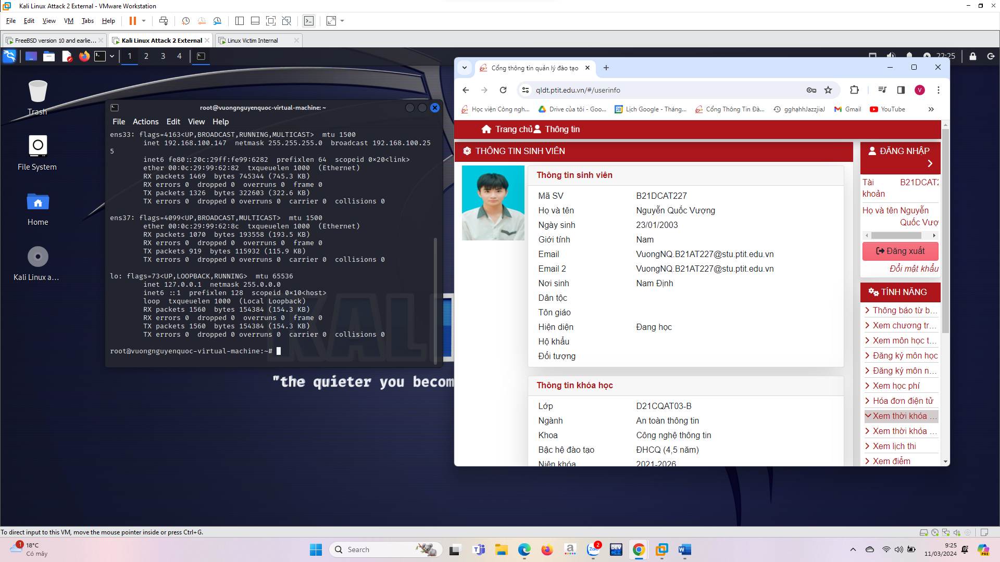 Kali Linux Attack 2 External - VMware Workstation
File Edit View VM Tabs Help
FreeBSD version 10 and earlie...
Kali Linux Attack 2 External
Linux Victim Internal
1 2 3 4
22:25
Trash
File System
Home
Kali Linux a...
root@vuongnguyenquoc-virtual-machine: ~
File Actions Edit View Help
ens33: flags=4163<UP,BROADCAST,RUNNING,MULTICAST>  mtu 1500
inet 192.168.100.147  netmask 255.255.255.0  broadcast 192.168.100.25
5
inet6 fe80::20c:29ff:fe99:6282  prefixlen 64  scopeid 0×20<link>
ether 00:0c:29:99:62:82  txqueuelen 1000  (Ethernet)
RX packets 1469  bytes 745344 (745.3 KB)
RX errors 0  dropped 0  overruns 0  frame 0
TX packets 1326  bytes 322603 (322.6 KB)
TX errors 0  dropped 0 overruns 0  carrier 0  collisions 0
ens37: flags=4099<UP,BROADCAST,MULTICAST>  mtu 1500
ether 00:0c:29:99:62:8c  txqueuelen 1000  (Ethernet)
RX packets 1070  bytes 193558 (193.5 KB)
RX errors 0  dropped 0  overruns 0  frame 0
TX packets 919  bytes 115932 (115.9 KB)
TX errors 0  dropped 0 overruns 0  carrier 0  collisions 0
lo: flags=73<UP,LOOPBACK,RUNNING>  mtu 65536
inet 127.0.0.1  netmask 255.0.0.0
inet6 ::1  prefixlen 128  scopeid 0×10<host>
loop  txqueuelen 1000  (Local Loopback)
RX packets 1560  bytes 154384 (154.3 KB)
RX errors 0  dropped 0  overruns 0  frame 0
TX packets 1560  bytes 154384 (154.3 KB)
TX errors 0  dropped 0 overruns 0  carrier 0  collisions 0
root@vuongnguyenquoc-virtual-machine:~#
KALI
"the quieter you becom
Cổng thông tin quản lý đào tạo
qldt.ptit.edu.vn/#/userinfo
V
Học viện Công ngh...
Drive của tôi - Goo...
Lịch Google - Tháng...
Cổng Thông Tin Đà...
gghạhhJazzjiaJ
Gmail
YouTube
Trang chủ
Thông tin
THÔNG TIN SINH VIÊN
Thông tin sinh viên
Mã SV B21DCAT227
Họ và tên Nguyễn Quốc Vượng
Ngày sinh 23/01/2003
Giới tính Nam
Email VuongNQ.B21AT227@stu.ptit.edu.vn
Email 2 VuongNQ.B21AT227@stu.ptit.edu.vn
Nơi sinh Nam Định
Dân tộc
Tôn giáo
Hiện diện Đang học
Hộ khẩu
Đối tượng
Thông tin khóa học
Lớp D21CQAT03-B
Ngành An toàn thông tin
Khoa Công nghệ thông tin
Bậc hệ đào tạo ĐHCQ (4,5 năm)
Niên khóa 2021-2026
ĐĂNG NHẬP
Tài khoản B21DCAT2
Họ và tên Nguyễn
Quốc Vượ
Đăng xuất
Đổi mật khẩu
TÍNH NĂNG
Thông báo từ b...
Xem chương tr...
Xem môn học t...
Đăng ký môn học
Đăng ký môn n...
Xem học phí
Hóa đơn điện tử
Xem thời khóa ...
Xem thời khóa ...
Xem lịch thi
Xem điểm
To direct input to this VM, move the mouse pointer inside or press Ctrl+G.
1
18°C
Có mây
Search
Zalo
2
DEV
C++
PRE
9:25
11/03/2024